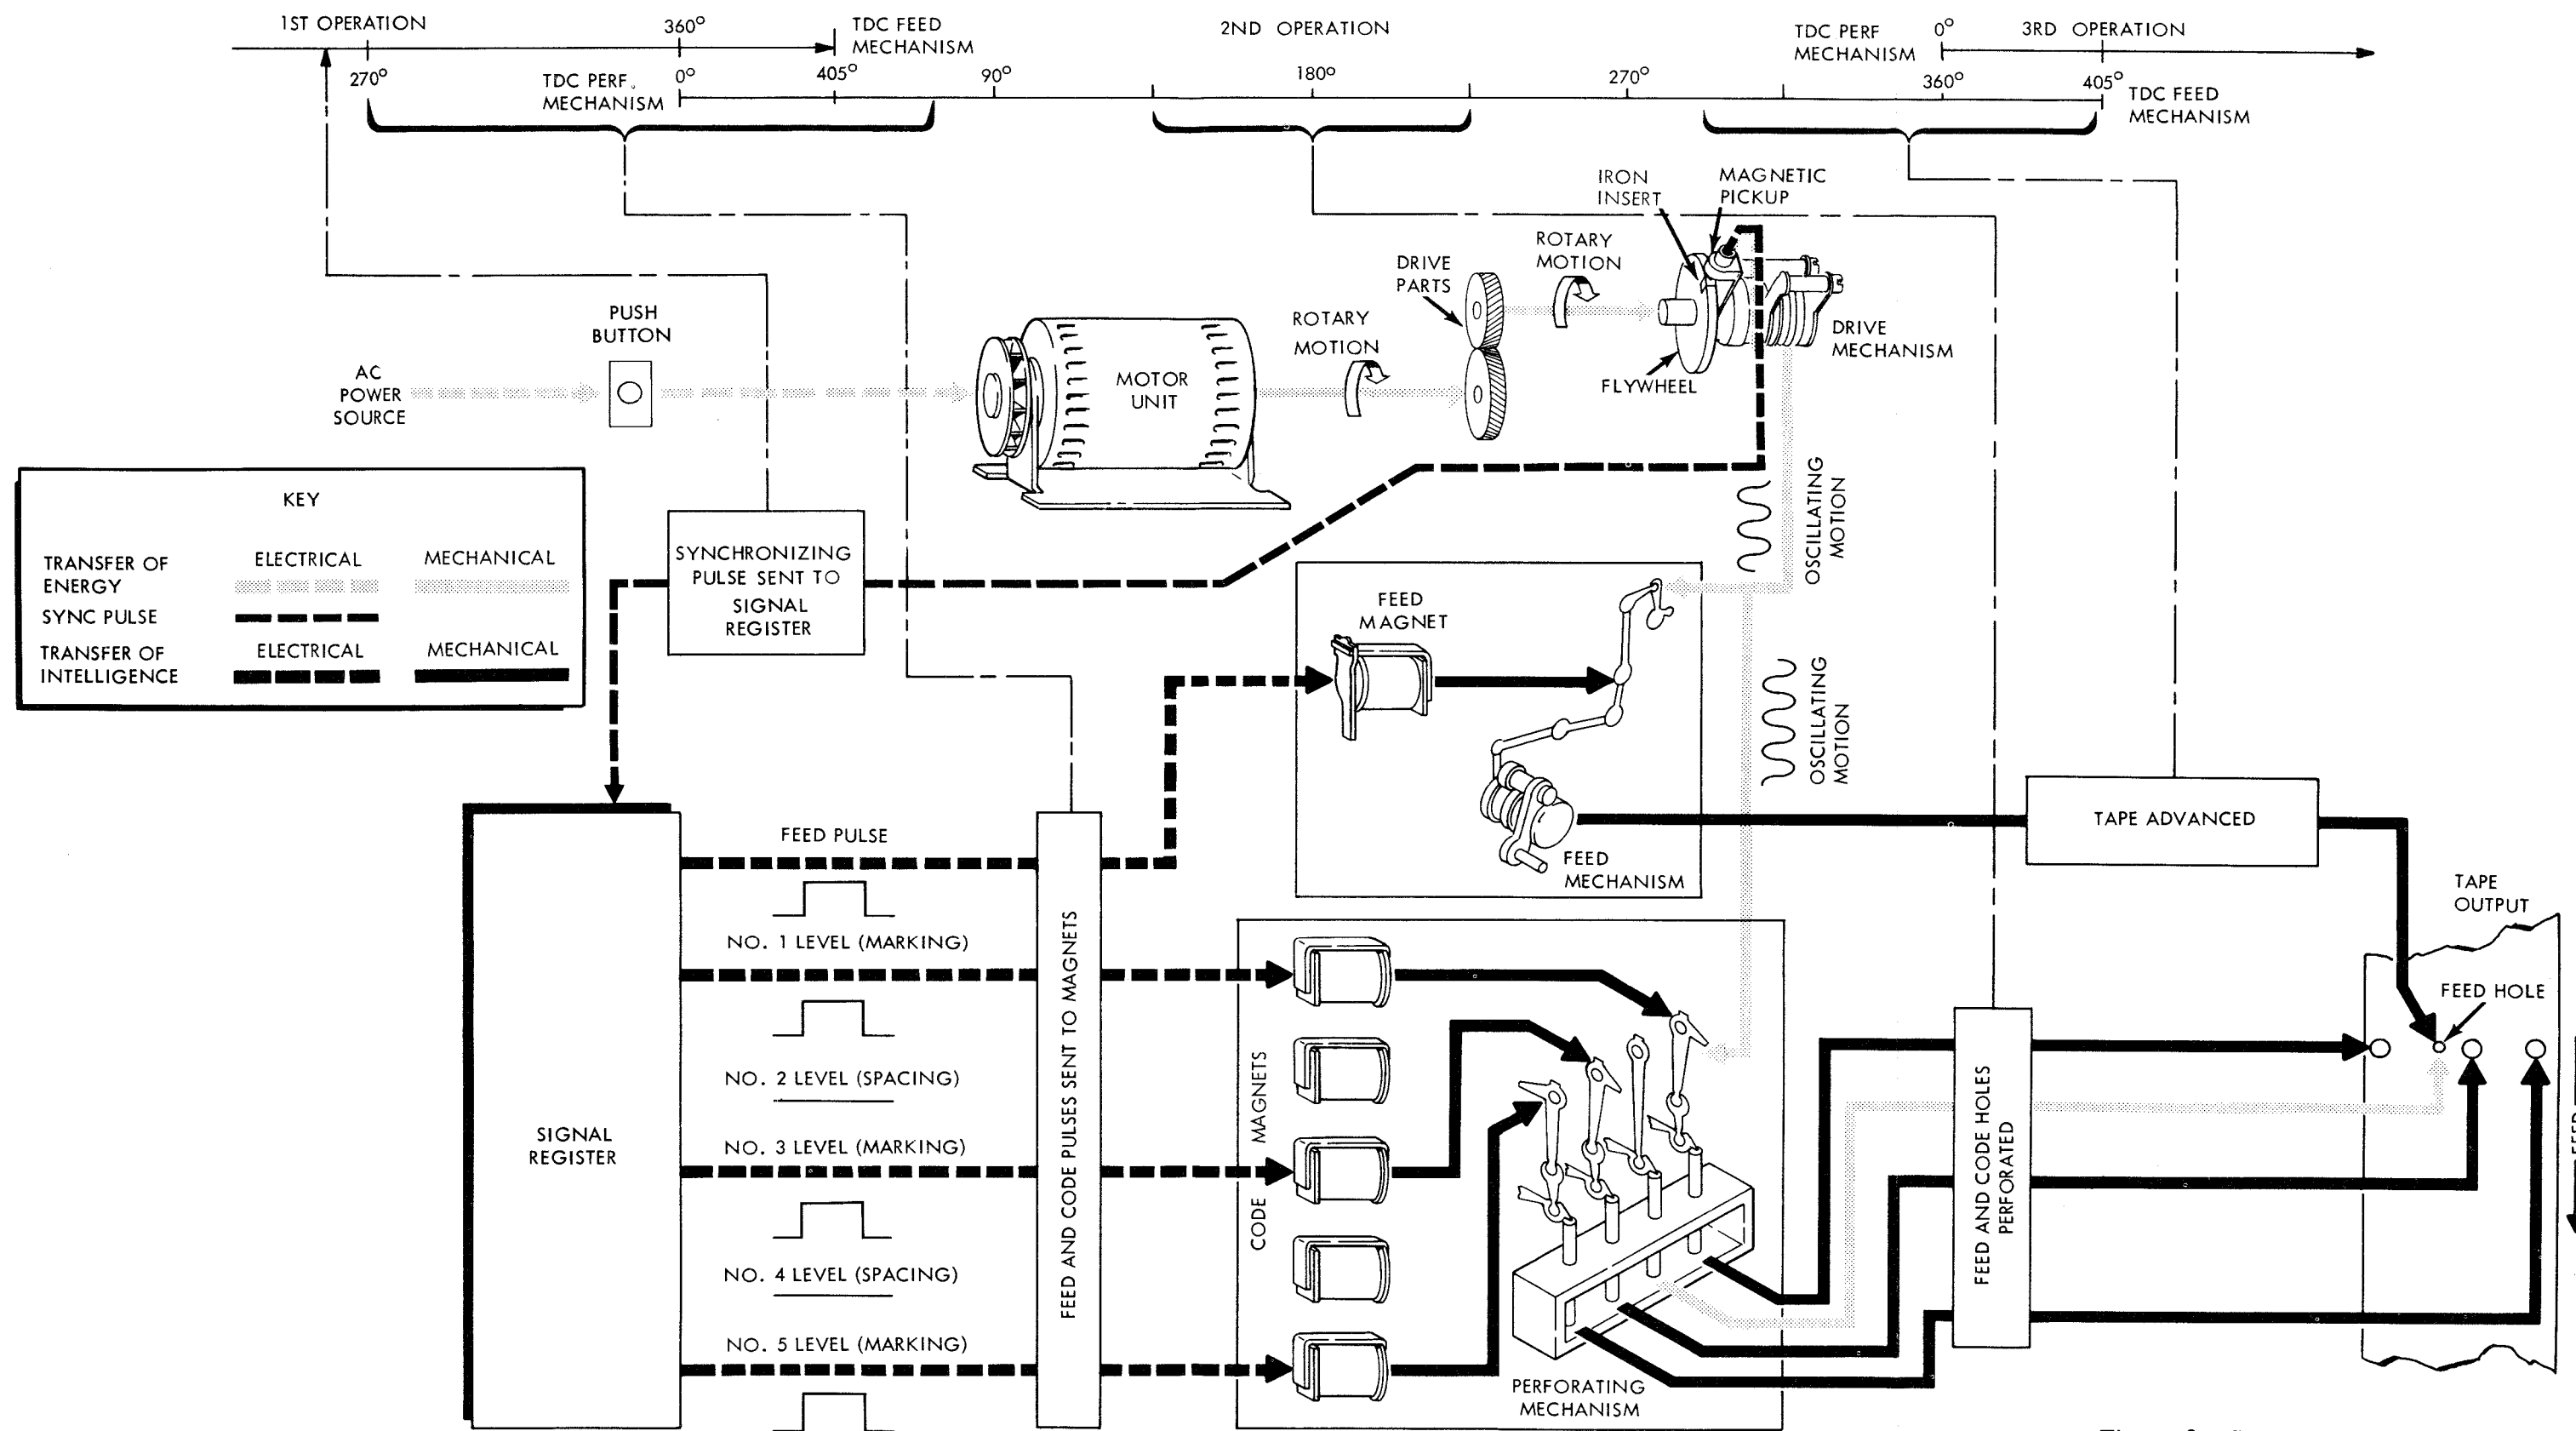 1ST OPERATION
360°
TDC FEED
MECHANISM
2ND OPERATION
TDC PERF
MECHANISM
0°
3RD OPERATION
270°
TDC PERF.
MECHANISM
0°
405°
90°
180°
270°
360°
405°
TDC FEED
MECHANISM
IRON
INSERT
MAGNETIC
PICKUP
DRIVE
PARTS
ROTARY
MOTION
PUSH
BUTTON
ROTARY
MOTION
DRIVE
MECHANISM
FLYWHEEL
AC
POWER
SOURCE
MOTOR
UNIT
OSCILLATING
MOTION
KEY
TRANSFER OF
ENERGY
ELECTRICAL
MECHANICAL
SYNC PULSE
TRANSFER OF
INTELLIGENCE
ELECTRICAL
MECHANICAL
SYNCHRONIZING
PULSE SENT TO
SIGNAL
REGISTER
FEED
MAGNET
OSCILLATING
MOTION
FEED
MECHANISM
TAPE ADVANCED
FEED PULSE
NO. 1 LEVEL (MARKING)
NO. 2 LEVEL (SPACING)
NO. 3 LEVEL (MARKING)
NO. 4 LEVEL (SPACING)
NO. 5 LEVEL (MARKING)
SIGNAL
REGISTER
FEED AND CODE PULSES SENT TO MAGNETS
CODE MAGNETS
PERFORATING
MECHANISM
FEED AND CODE HOLES
PERFORATED
TAPE
OUTPUT
FEED HOLE